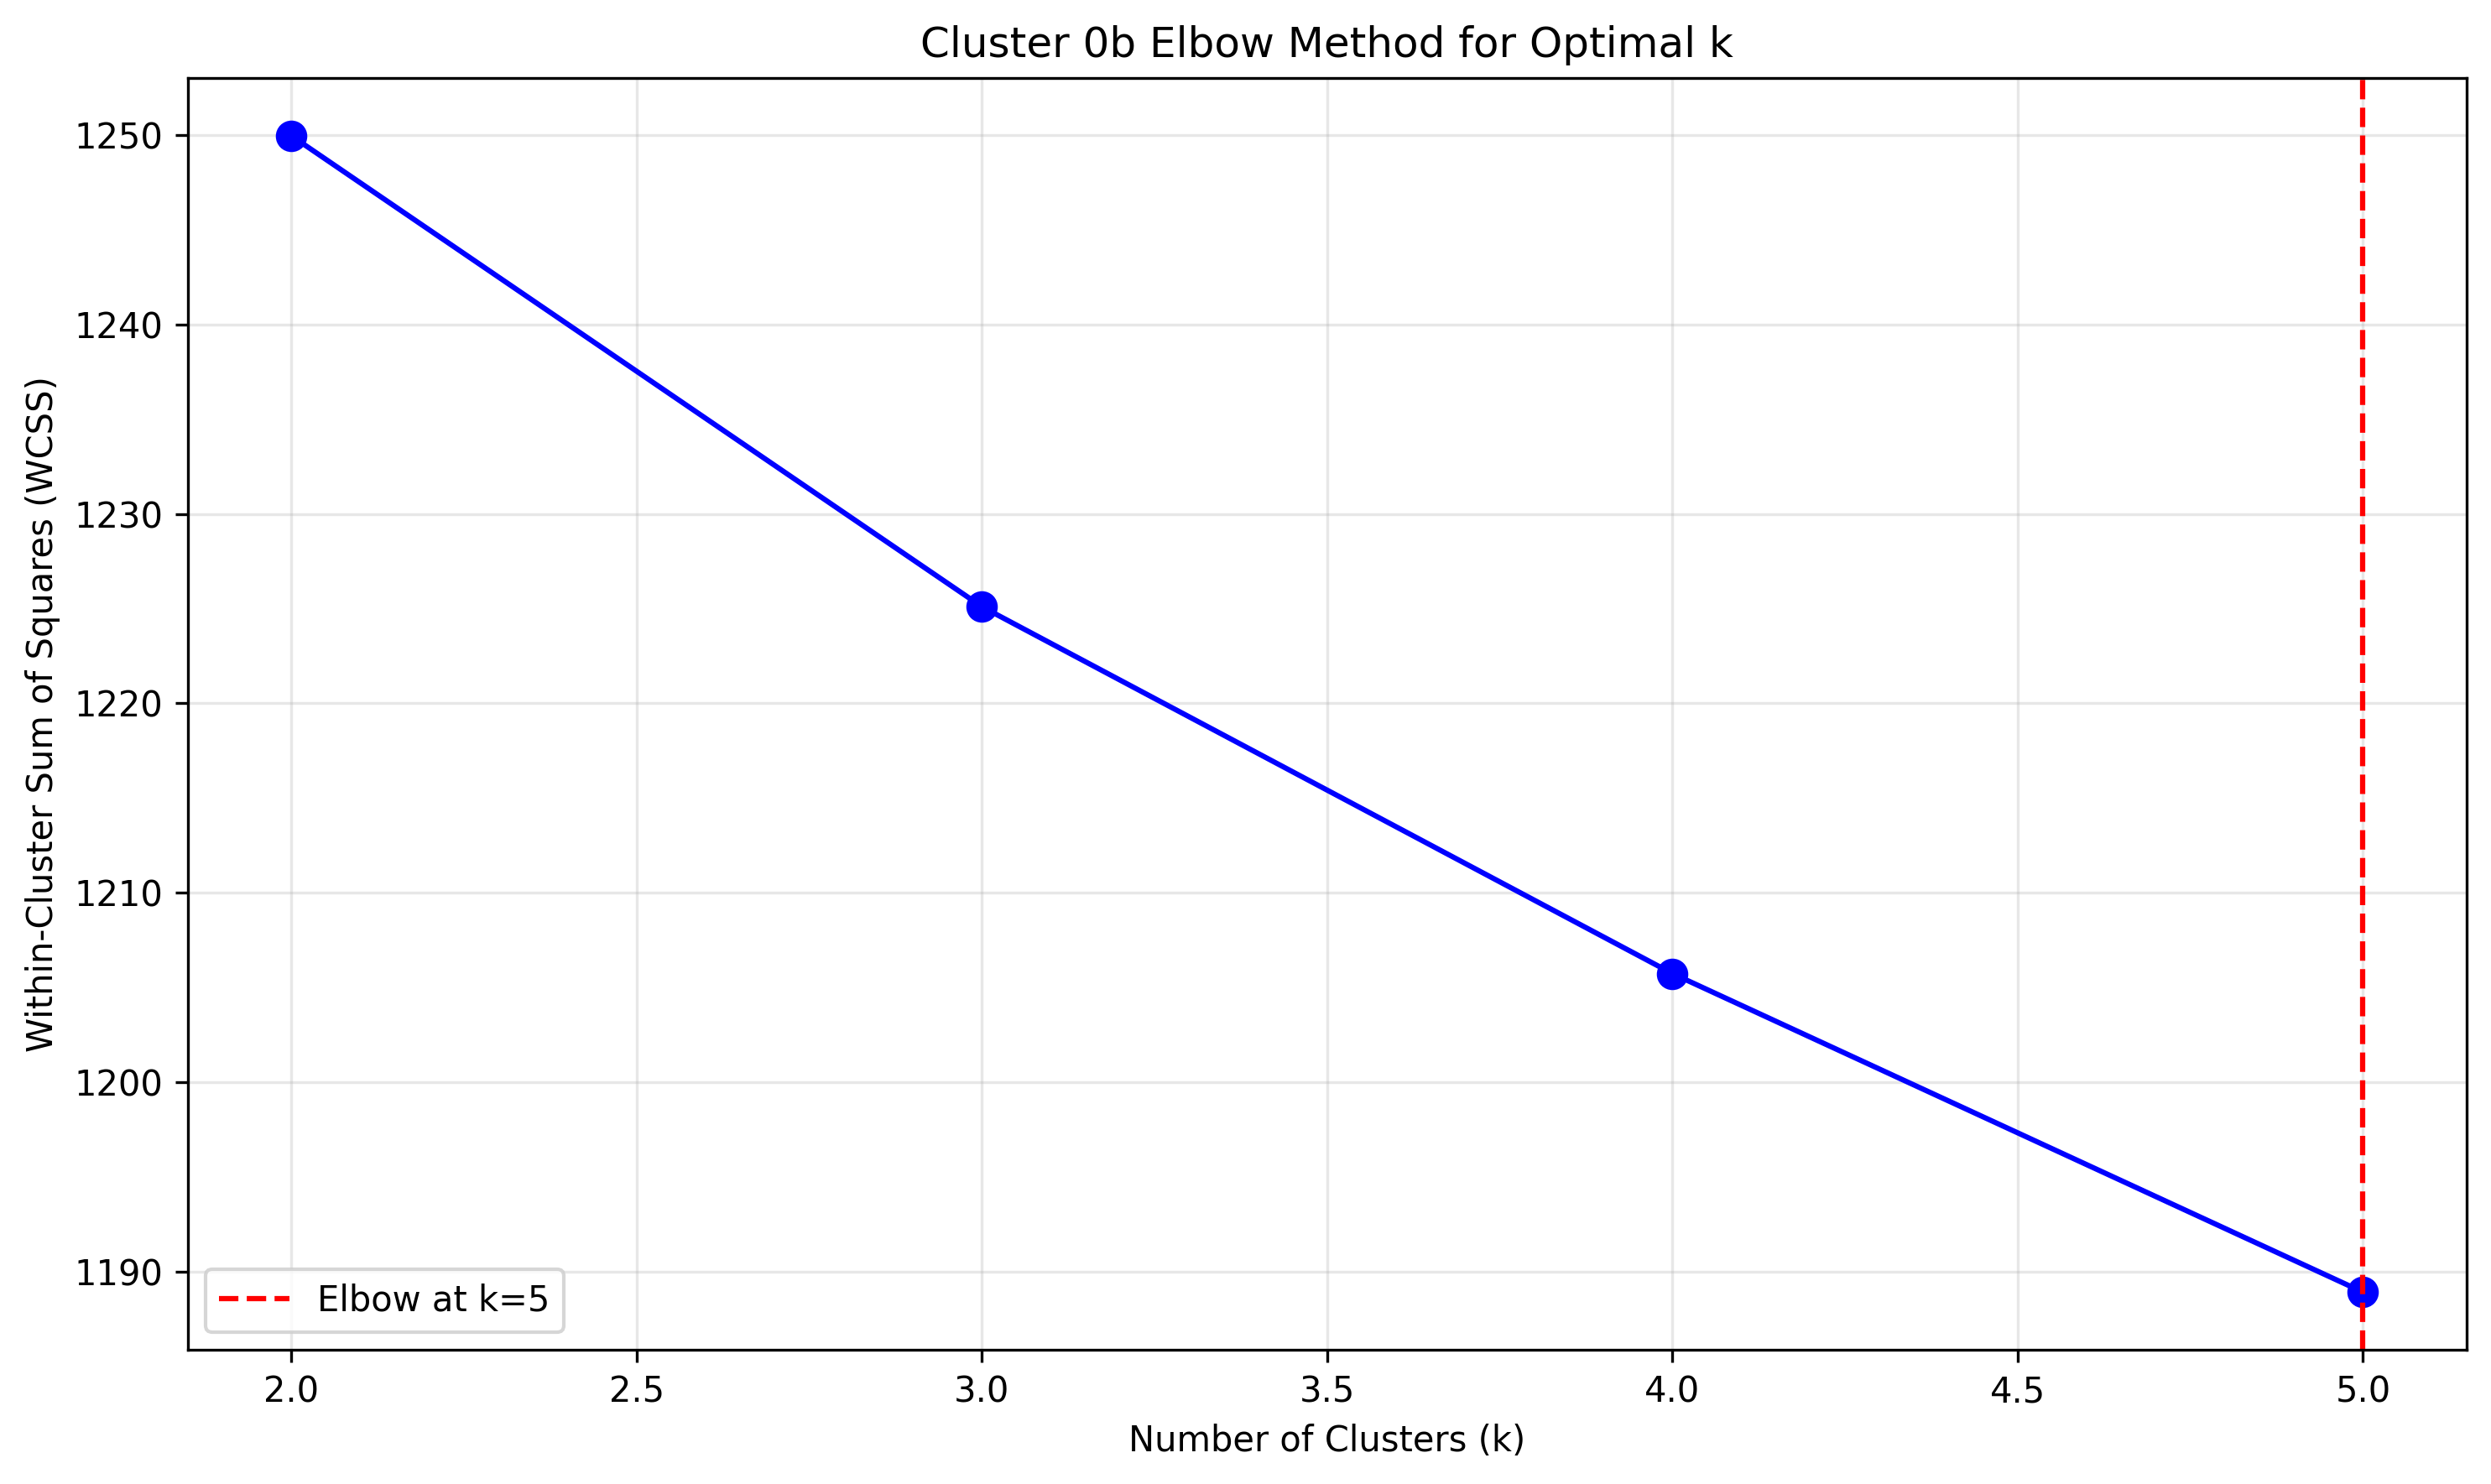 Cluster 0b Elbow Method for Optimal k
Within-Cluster Sum of Squares (WCSS)
1250
1240
1230
1220
1210
1200
1190
Elbow at k=5
2.0 2.5 3.0 3.5 4.0 4.5 5.0
Number of Clusters (k)